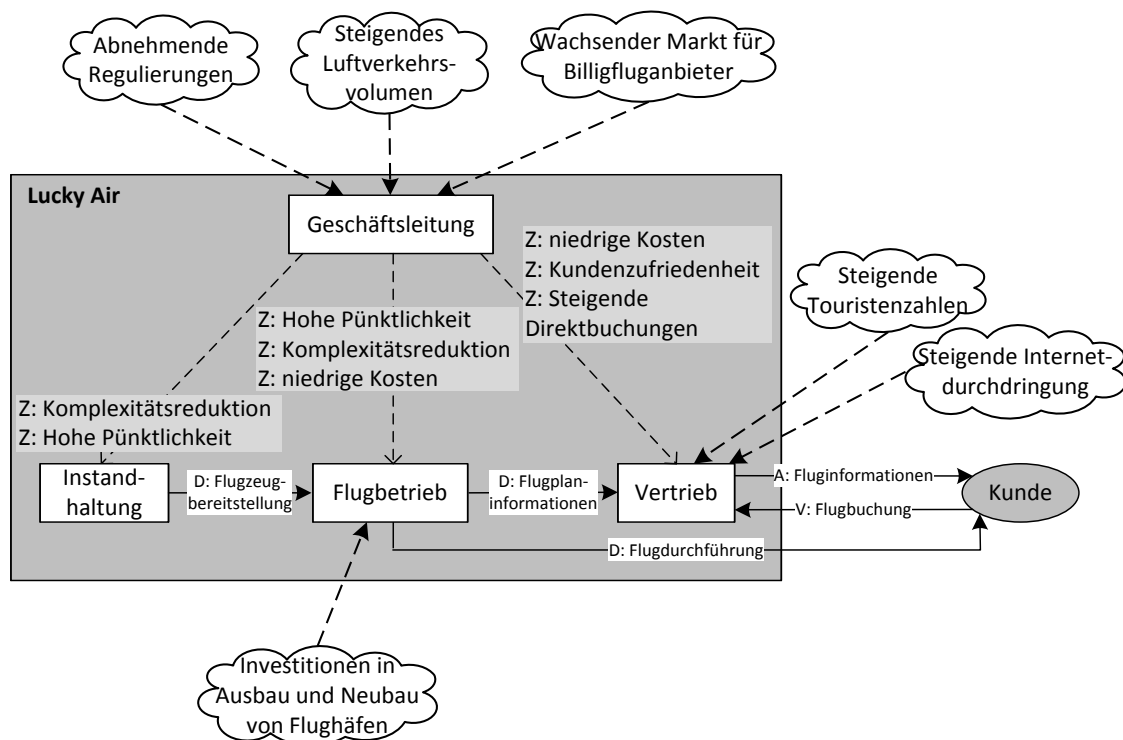 Abnehmende
Regulierungen
Steigendes
Luftverkehrs-
volumen
Wachsender Markt für
Billigfluganbieter
Lucky Air
Geschäftsleitung
Z: niedrige Kosten
Z: Kundenzufriedenheit
Z: Steigende
Direktbuchungen
Steigende
Touristenzahlen
Z: Hohe Pünktlichkeit
Z: Komplexitätsreduktion
Z: niedrige Kosten
Steigende Internet-
durchdringung
Z: Komplexitätsreduktion
Z: Hohe Pünktlichkeit
Instand-
haltung
D: Flugzeug-
bereitstellung
Flugbetrieb
D: Flugplan-
informationen
Vertrieb
A: Fluginformationen
V: Flugbuchung
Kunde
D: Flugdurchführung
Investitionen in
Ausbau und Neubau
von Flughäfen